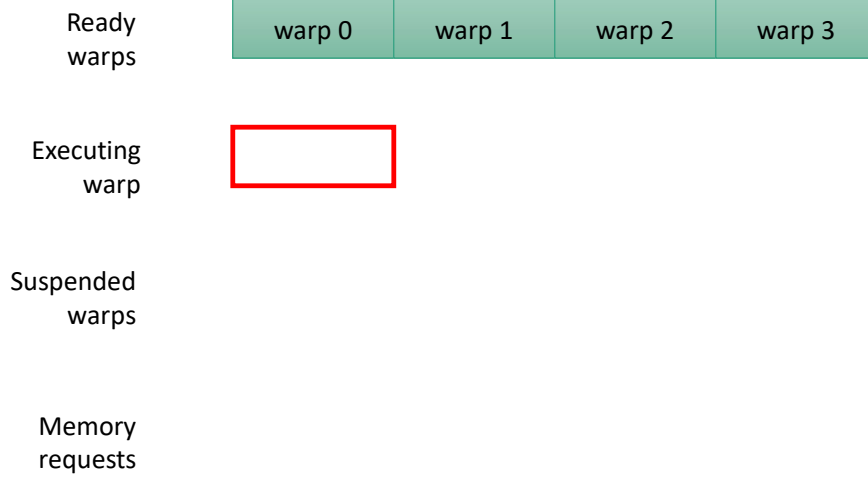 Ready
warps
warp 0 warp 1 warp 2 warp 3
Executing
warp
Suspended
warps
Memory
requests